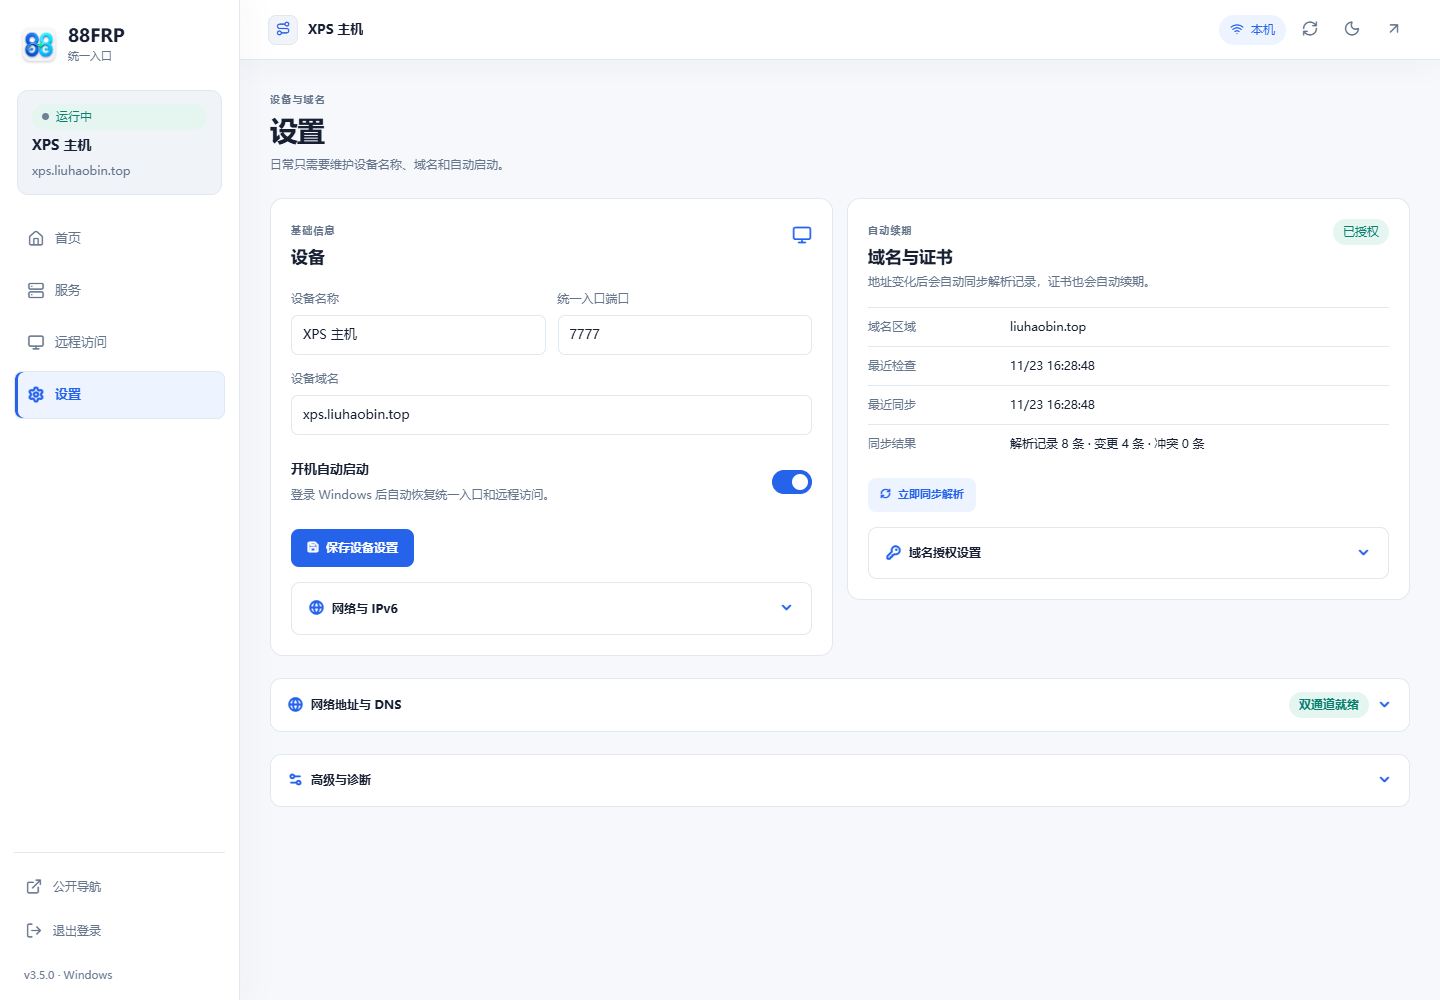 88FRP
统一入口
运行中
XPS 主机
xps.liuhaobin.top
首页
服务
远程访问
设置
公开导航
退出登录
v3.5.0 · Windows
XPS 主机
本机
设备与域名
设置
日常只需要维护设备名称、域名和自动启动。
基础信息
设备
设备名称
统一入口端口
XPS 主机
7777
设备域名
xps.liuhaobin.top
开机自动启动
登录 Windows 后自动恢复统一入口和远程访问。
保存设备设置
网络与 IPv6
自动续期
已授权
域名与证书
地址变化后会自动同步解析记录，证书也会自动续期。
域名区域 liuhaobin.top
最近检查 11/23 16:28:48
最近同步 11/23 16:28:48
同步结果 解析记录 8 条 · 变更 4 条 · 冲突 0 条
立即同步解析
域名授权设置
网络地址与 DNS
双通道就绪
高级与诊断